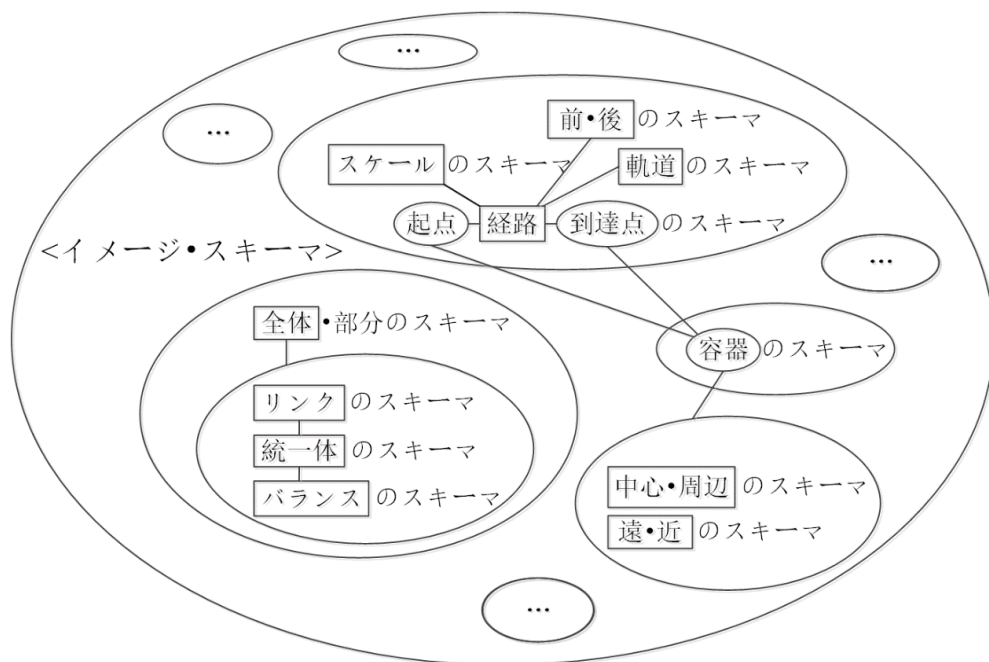 …
…
前・後のスキーマ
スケールのスキーマ
軌道のスキーマ
起点 経路 到達点のスキーマ
<イメージ・スキーマ>
…
全体・部分のスキーマ
容器のスキーマ
リンクのスキーマ
統一体のスキーマ
バランスのスキーマ
中心・周辺のスキーマ
遠・近のスキーマ
…